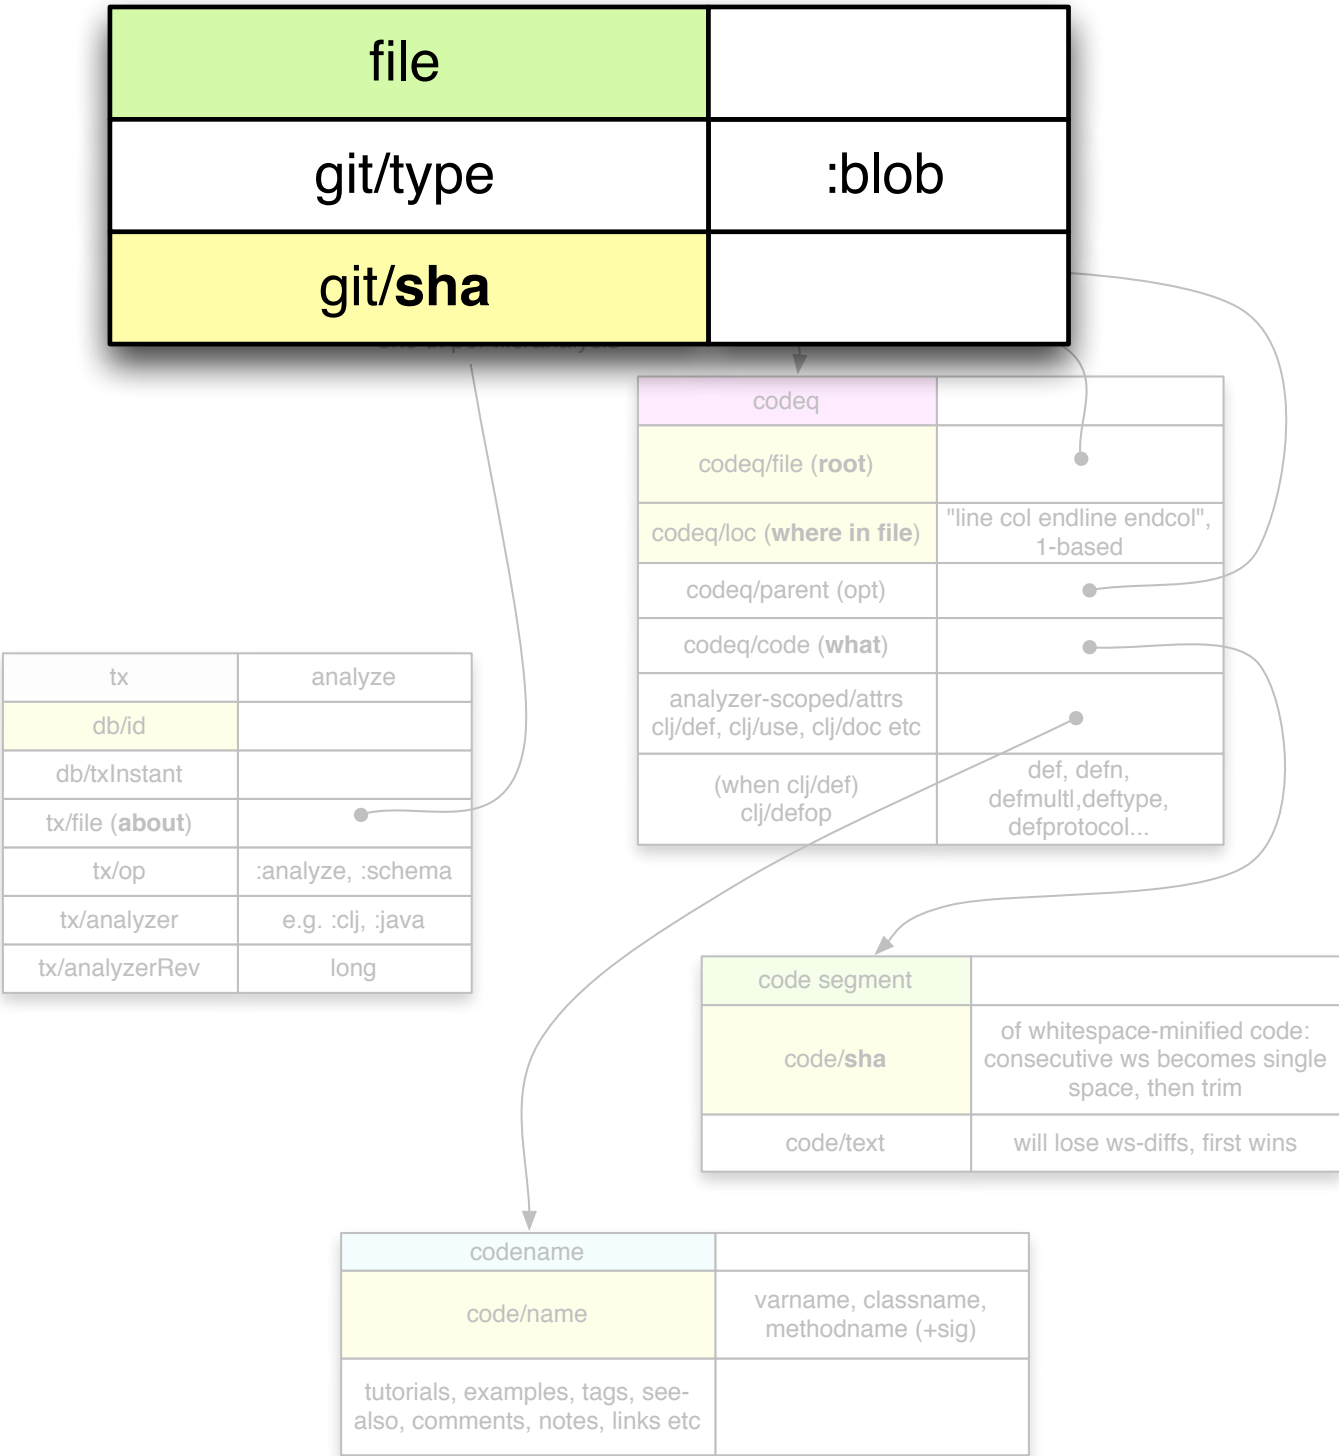 file
git/type
:blob
git/sha
codeq
codeq/file (root)
codeq/loc (where in file)
"line col endline endcol",
1-based
codeq/parent (opt)
codeq/code (what)
analyzer-scoped/attrs
clj/def, clj/use, clj/doc etc
(when clj/def)
clj/defop
def, defn,
defmultl,deftype,
defprotocol...
tx
analyze
db/id
db/txInstant
tx/file (about)
tx/op
:analyze, :schema
tx/analyzer
e.g. :clj, :java
tx/analyzerRev
long
code segment
code/sha
of whitespace-minified code:
consecutive ws becomes single
space, then trim
code/text
will lose ws-diffs, first wins
codename
code/name
varname, classname,
methodname (+sig)
tutorials, examples, tags, see-
also, comments, notes, links etc